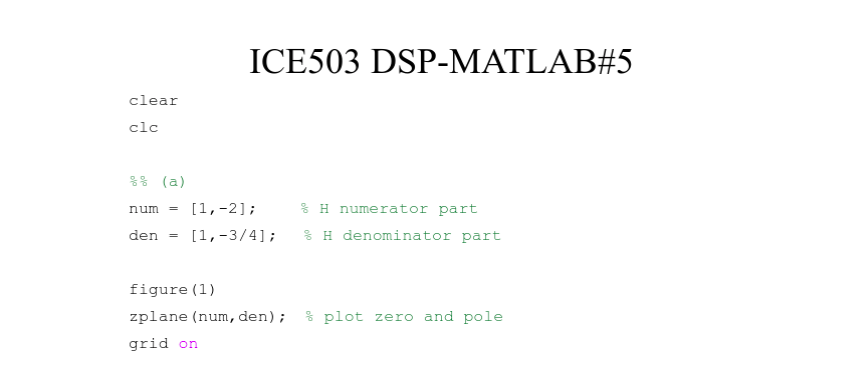 ICE503 DSP-MATLAB#5
clear
clc
%% (a)
num = [1,-2];     % H numerator part
den = [1,-3/4];   % H denominator part
figure(1)
zplane(num,den);  % plot zero and pole
grid on